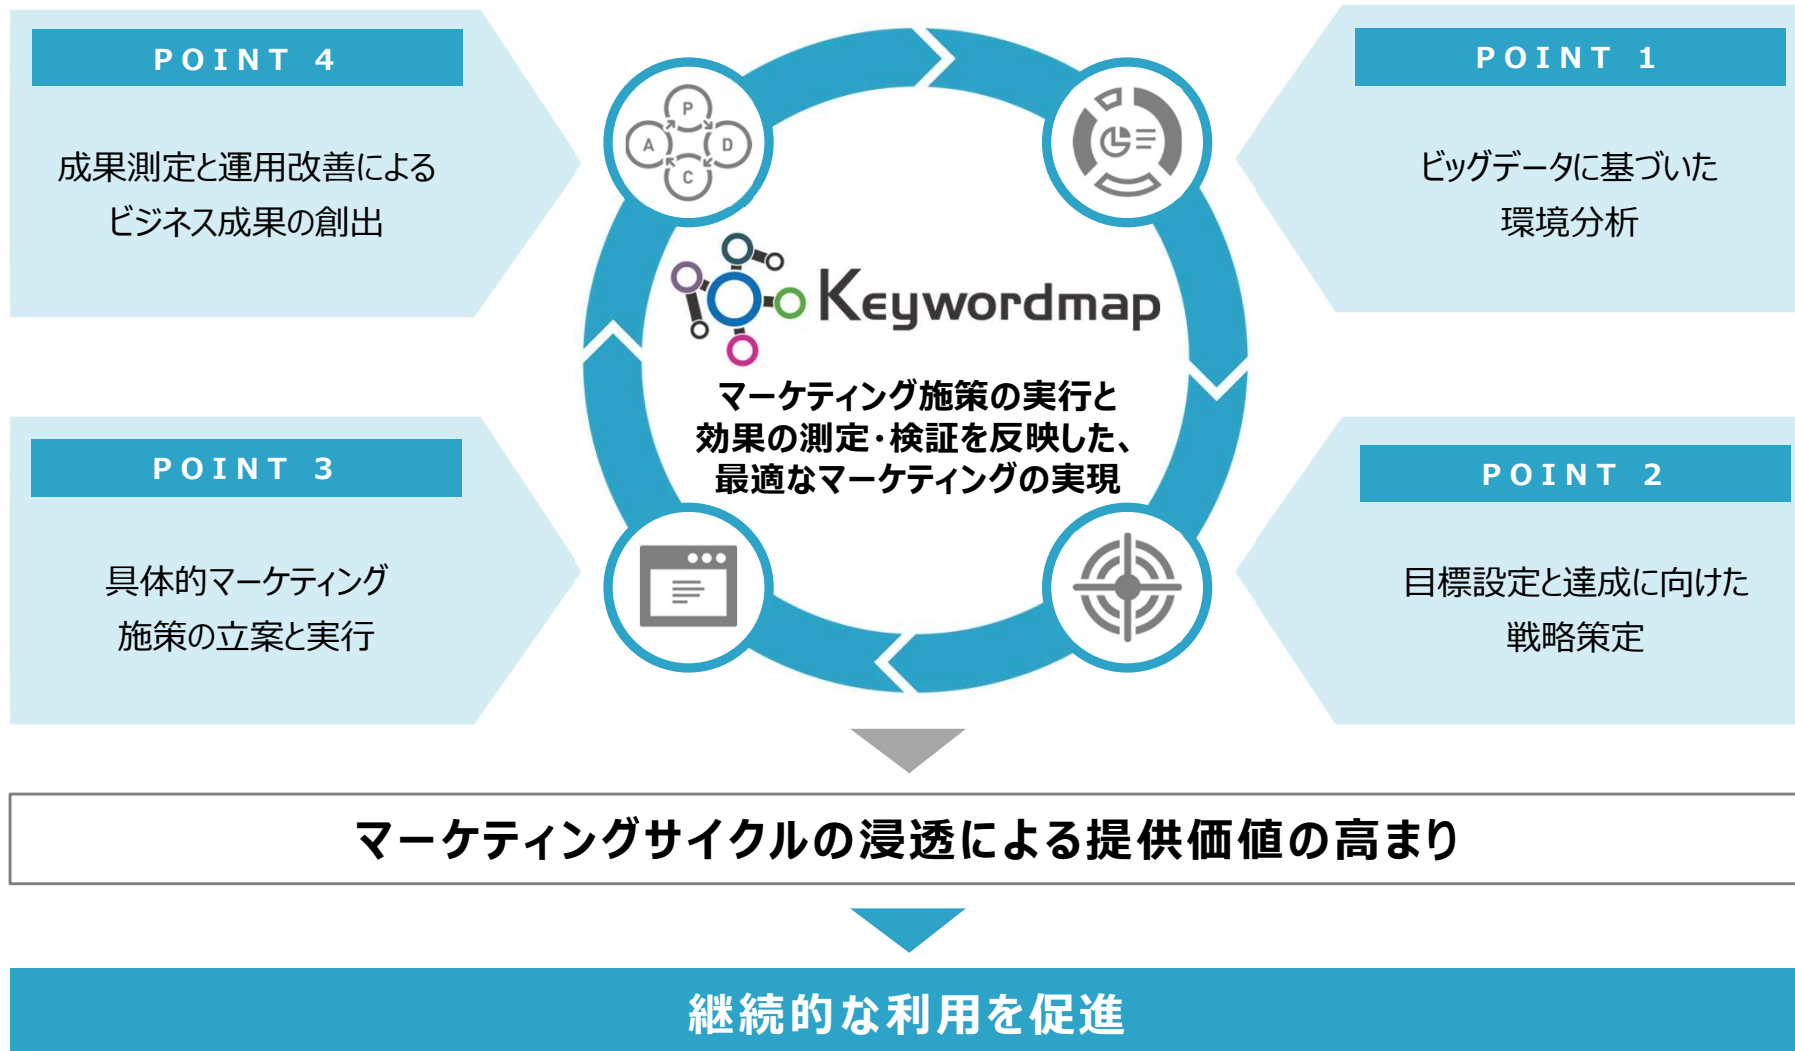 POINT 4
成果測定と運用改善による
ビジネス成果の創出
POINT 1
ビッグデータに基づいた
環境分析
P
A
D
C
Keywordmap
マーケティング施策の実行と
効果の測定・検証を反映した、
最適なマーケティングの実現
POINT 3
具体的マーケティング
施策の立案と実行
POINT 2
目標設定と達成に向けた
戦略策定
マーケティングサイクルの浸透による提供価値の高まり
継続的な利用を促進